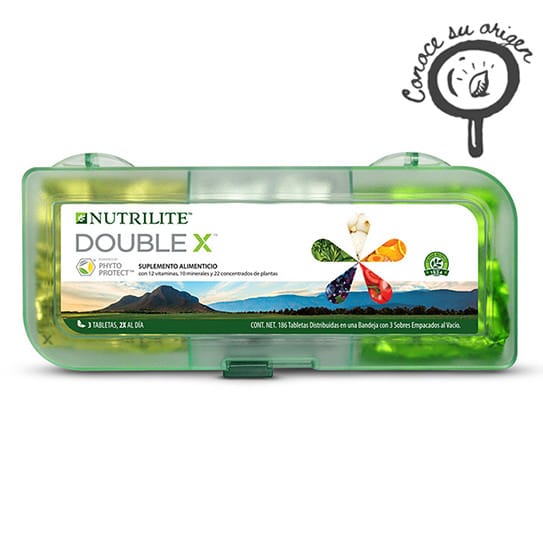 Conoce su origen
NUTRILITE™
DOUBLE X™
PHYTO
PROTECT™
SUPLEMENTO ALIMENTICIO
con 12 vitaminas, 10 minerales y 22 concentrados de plantas
3 TABLETAS, 2X AL DÍA
CONT. NET. 186 Tabletas Distribuidas en una Bandeja con 3 Sobres Empacados al Vacío.